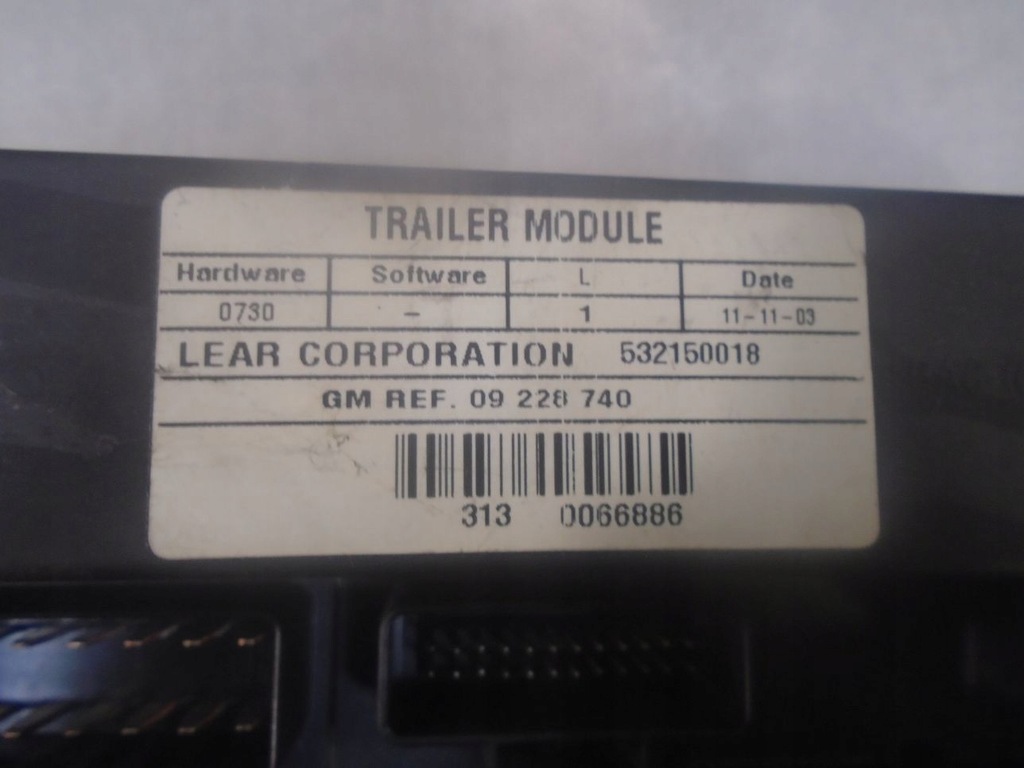 TRAILER MODULE
Hardware Software L Date
0730 - 1 11-11-03
LEAR CORPORATION 532150018
GM REF. 09 228 740
313 0066886